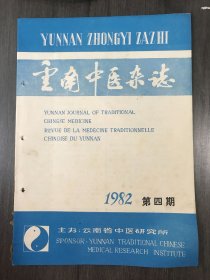 YUNNAN ZHONGYI ZAZHI
云南中医杂志
YUNNAN JOURNAL OF TRADITIONAL
CHINESE MEDICINE
REVUE DE LA MEDECINE TRADITIONNELLE
CHINOISE DU YUNNAN
1982 第四期
主办:云南省中医研究所
SPONSOR:YUNNAN TRADITIONAL CHINESE
MEDICAL RESEARCH INSTITUTE